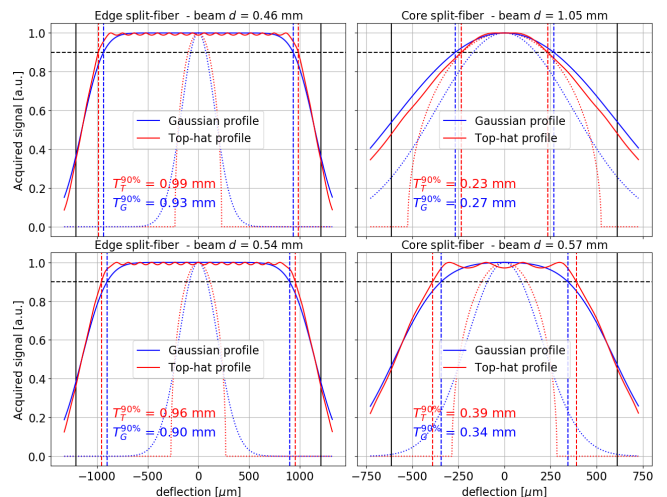 Edge split-fiber - beam d = 0.46 mm
Core split-fiber - beam d = 1.05 mm
Acquired signal [a.u.]
1.0
0.8
0.6
0.4
0.2
0.0
Gaussian profile
Top-hat profile
T_T^{90%} = 0.99 mm
T_G^{90%} = 0.93 mm
Gaussian profile
Top-hat profile
T_T^{90%} = 0.23 mm
T_G^{90%} = 0.27 mm
Edge split-fiber - beam d = 0.54 mm
Core split-fiber - beam d = 0.57 mm
Acquired signal [a.u.]
1.0
0.8
0.6
0.4
0.2
0.0
Gaussian profile
Top-hat profile
T_T^{90%} = 0.96 mm
T_G^{90%} = 0.90 mm
Gaussian profile
Top-hat profile
T_T^{90%} = 0.39 mm
T_G^{90%} = 0.34 mm
−1000 −500 0 500 1000
−750 −500 −250 0 250 500 750
deflection [μm]
deflection [μm]